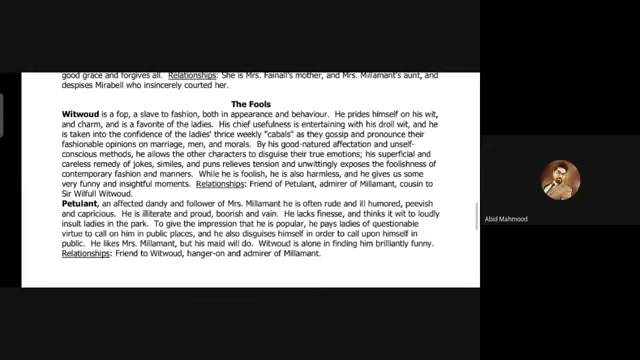 good grace and forgives all. Relationships: She is Mrs. Fainall's mother, and Mrs. Millamant's aunt, and
despises Mirabell who insincerely courted her.
The Fools
Witwoud is a fop, a slave to fashion, both in appearance and behaviour. He prides himself on his wit,
and charm, and is a favorite of the ladies. His chief usefulness is entertaining with his droll wit, and he
is taken into the confidence of the ladies' thrice weekly "cabals" as they gossip and pronounce their
fashionable opinions on marriage, men, and morals. By his good-natured affectation and unself-
conscious methods, he allows the other characters to disguise their true emotions; his superficial and
careless remedy of jokes, similes, and puns relieves tension and unwittingly exposes the foolishness of
contemporary fashion and manners. While he is foolish, he is also harmless, and he gives us some
very funny and insightful moments. Relationships: Friend of Petulant, admirer of Millamant, cousin to
Sir Wilfull Witwoud.
Petulant, an affected dandy and follower of Mrs. Millamant he is often rude and ill humored, peevish
and capricious. He is illiterate and proud, boorish and vain. He lacks finesse, and thinks it wit to loudly
insult ladies in the park. To give the impression that he is popular, he pays ladies of questionable
virtue to call on him in public places, and he also disguises himself in order to call upon himself in
public. He likes Mrs. Millamant, but his maid will do. Witwoud is alone in finding him brilliantly funny.
Relationships: Friend to Witwoud, hanger-on and admirer of Millamant.
Abid Mahmood